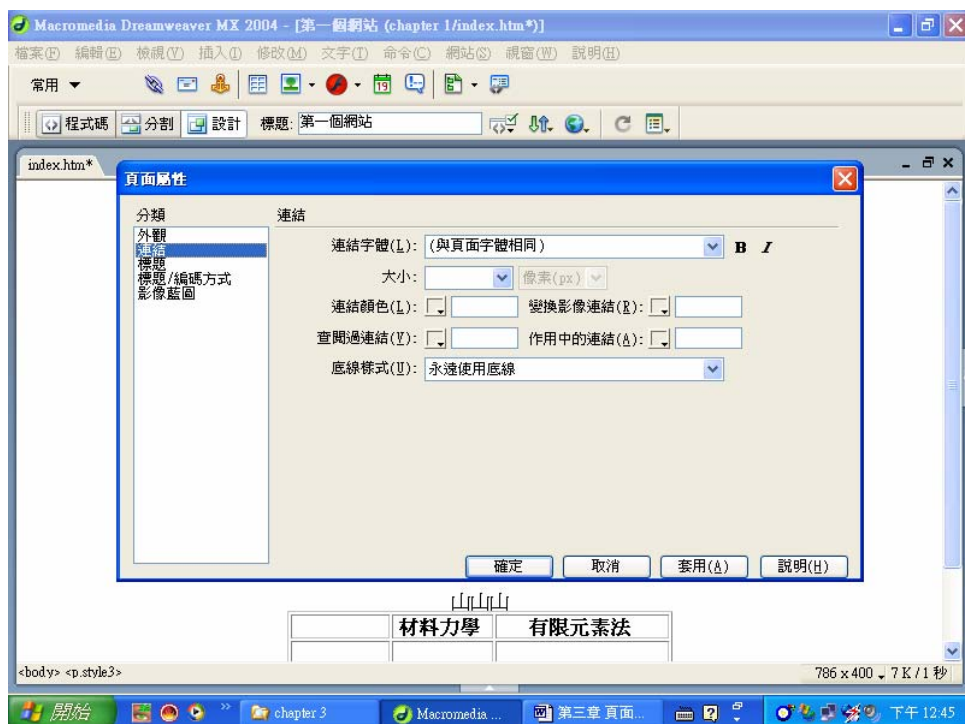 Macromedia Dreamweaver MX 2004 - [第一個網站 (chapter 1/index.htm*)]
檔案(F) 編輯(E) 檢視(V) 插入(I) 修改(M) 文字(T) 命令(C) 網站(S) 視窗(W) 說明(H)
常用
19
程式碼 分割 設計 標題: 第一個網站
index.htm*
頁面屬性
分類
外觀
連結
標題
標題/編碼方式
影像藍圖
連結
連結字體(L): (與頁面字體相同) B I
大小: 像素(px)
連結顏色(L): 變換影像連結(R):
查閱過連結(V): 作用中的連結(A):
底線樣式(U): 永遠使用底線
確定 取消 套用(A) 說明(H)
材料力學 有限元素法
<body> <p.style3> 786 x 400 7 K / 1 秒
開始 » chapter 3 Macromedia ... 第三章 頁面... 下午 12:45